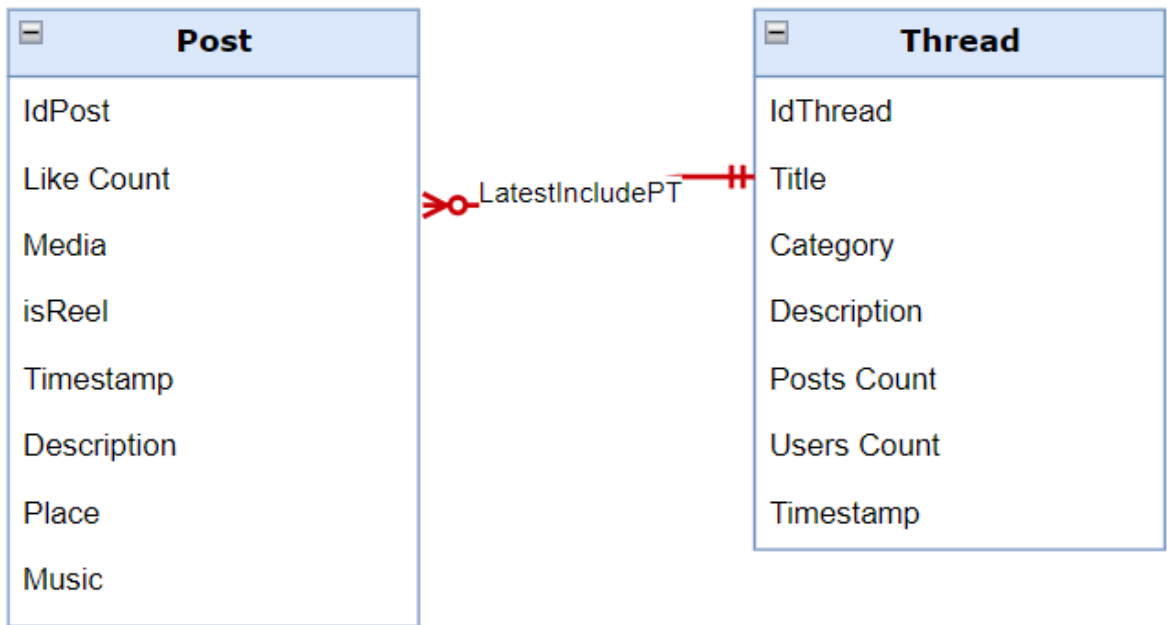 Post
IdPost
Like Count
Media
isReel
Timestamp
Description
Place
Music
LatestIncludePT
Thread
IdThread
Title
Category
Description
Posts Count
Users Count
Timestamp